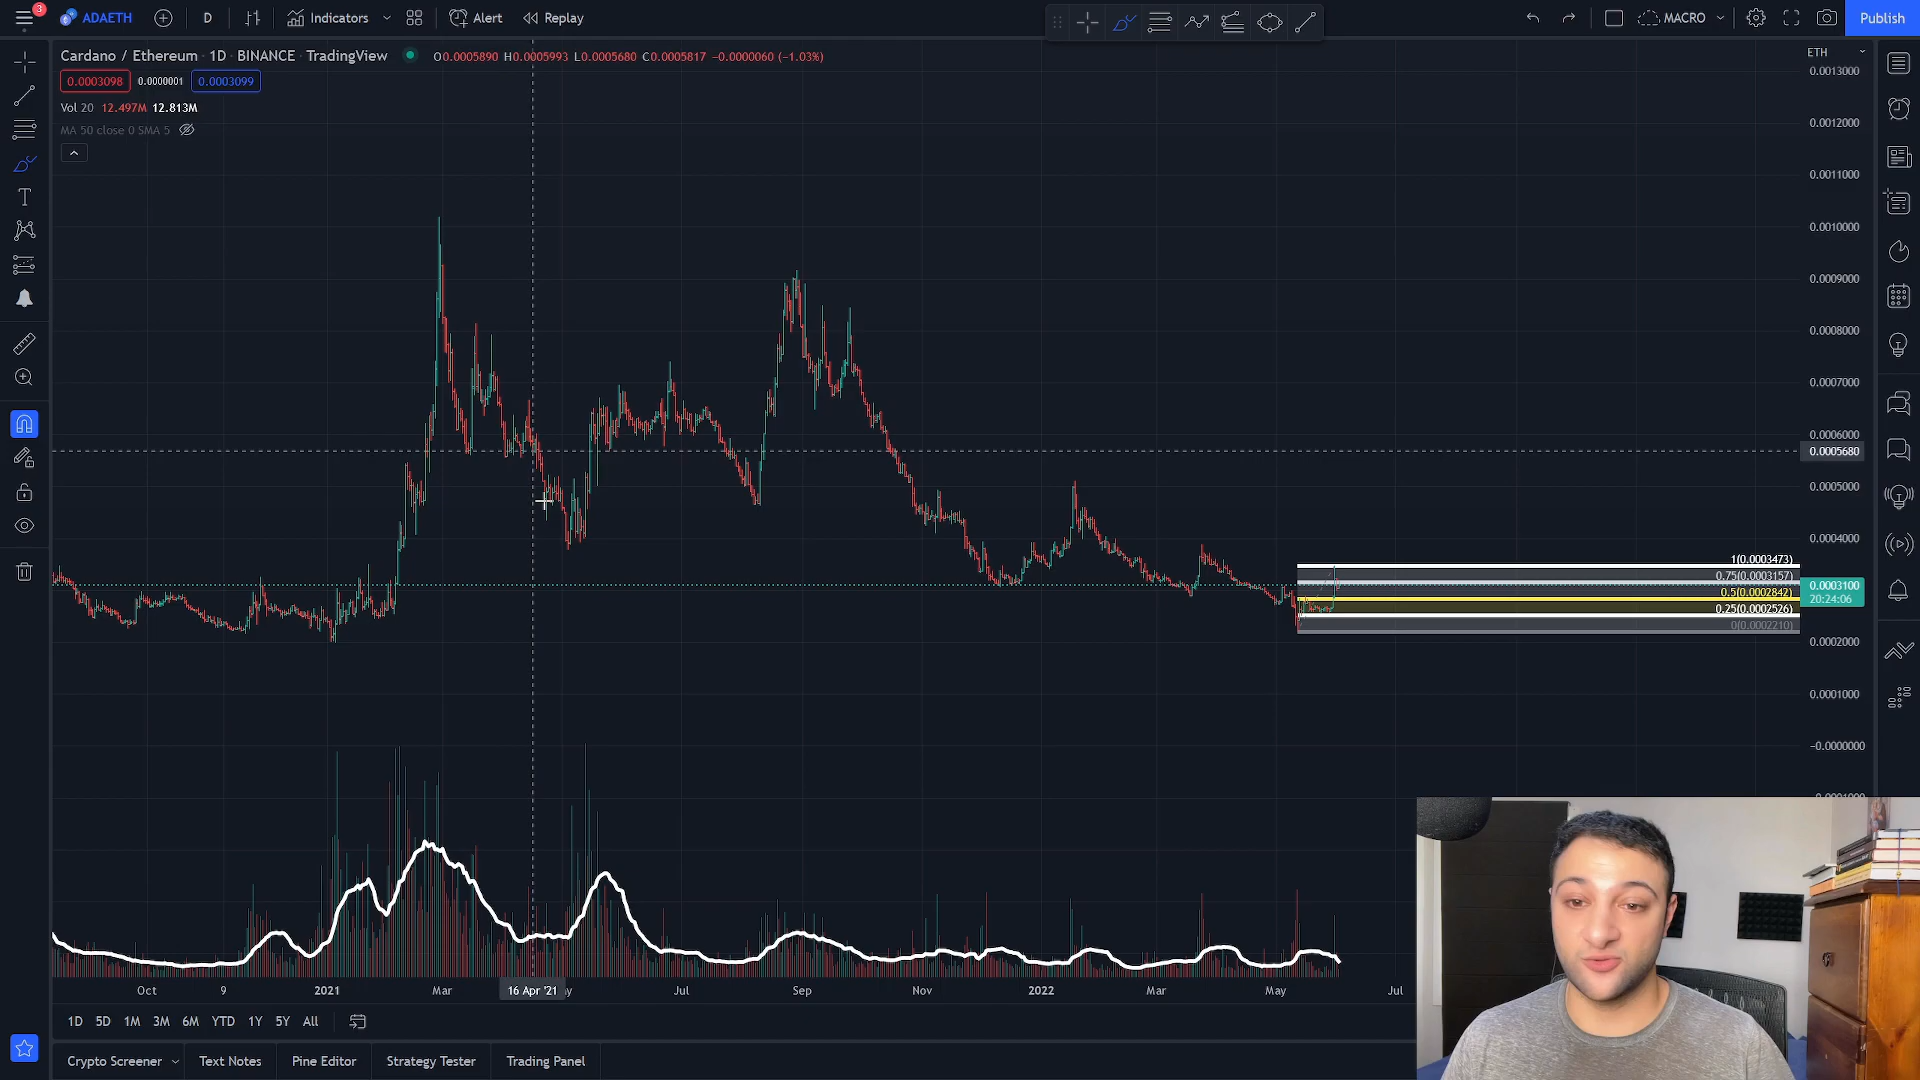 3
ADAETH
D
Indicators
Alert
Replay
MACRO
Publish
Cardano / Ethereum · 1D · BINANCE · TradingView
O0.0005890 H0.0005993 L0.0005680 C0.0005817 −0.0000060 (−1.03%)
ETH
0.0003098 0.0000001 0.0003099
Vol 20 12.497M 12.813M
MA 50 close 0 SMA 5
0.0013000
0.0012000
0.0011000
0.0010000
0.0009000
0.0008000
0.0007000
0.0006000
0.0005680
0.0005000
0.0004000
1(0.0003473)
0.75(0.0003157)
0.0003100
0.5(0.0002842)
20:24:06
0.25(0.0002526)
0(0.0002210)
0.0002000
0.0001000
−0.0000000
Oct 9 2021 Mar 16 Apr '21 Jul Sep Nov 2022 Mar May Jul
1D 5D 1M 3M 6M YTD 1Y 5Y All
Crypto Screener Text Notes Pine Editor Strategy Tester Trading Panel